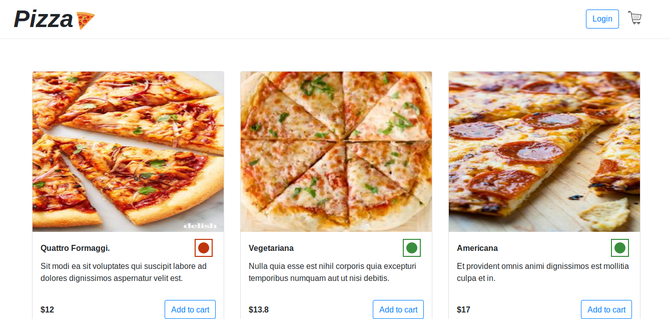 Pizza
Login
delish
Quattro Formaggi.
Sit modi ea sit voluptates qui suscipit labore ad
dolores dignissimos aspernatur velit est.
$12
Add to cart
Vegetariana
Nulla quia esse est nihil corporis quia excepturi
temporibus numquam aut ut nisi debitis.
$13.8
Add to cart
Americana
Et provident omnis animi dignissimos est mollitia
culpa et in.
$17
Add to cart